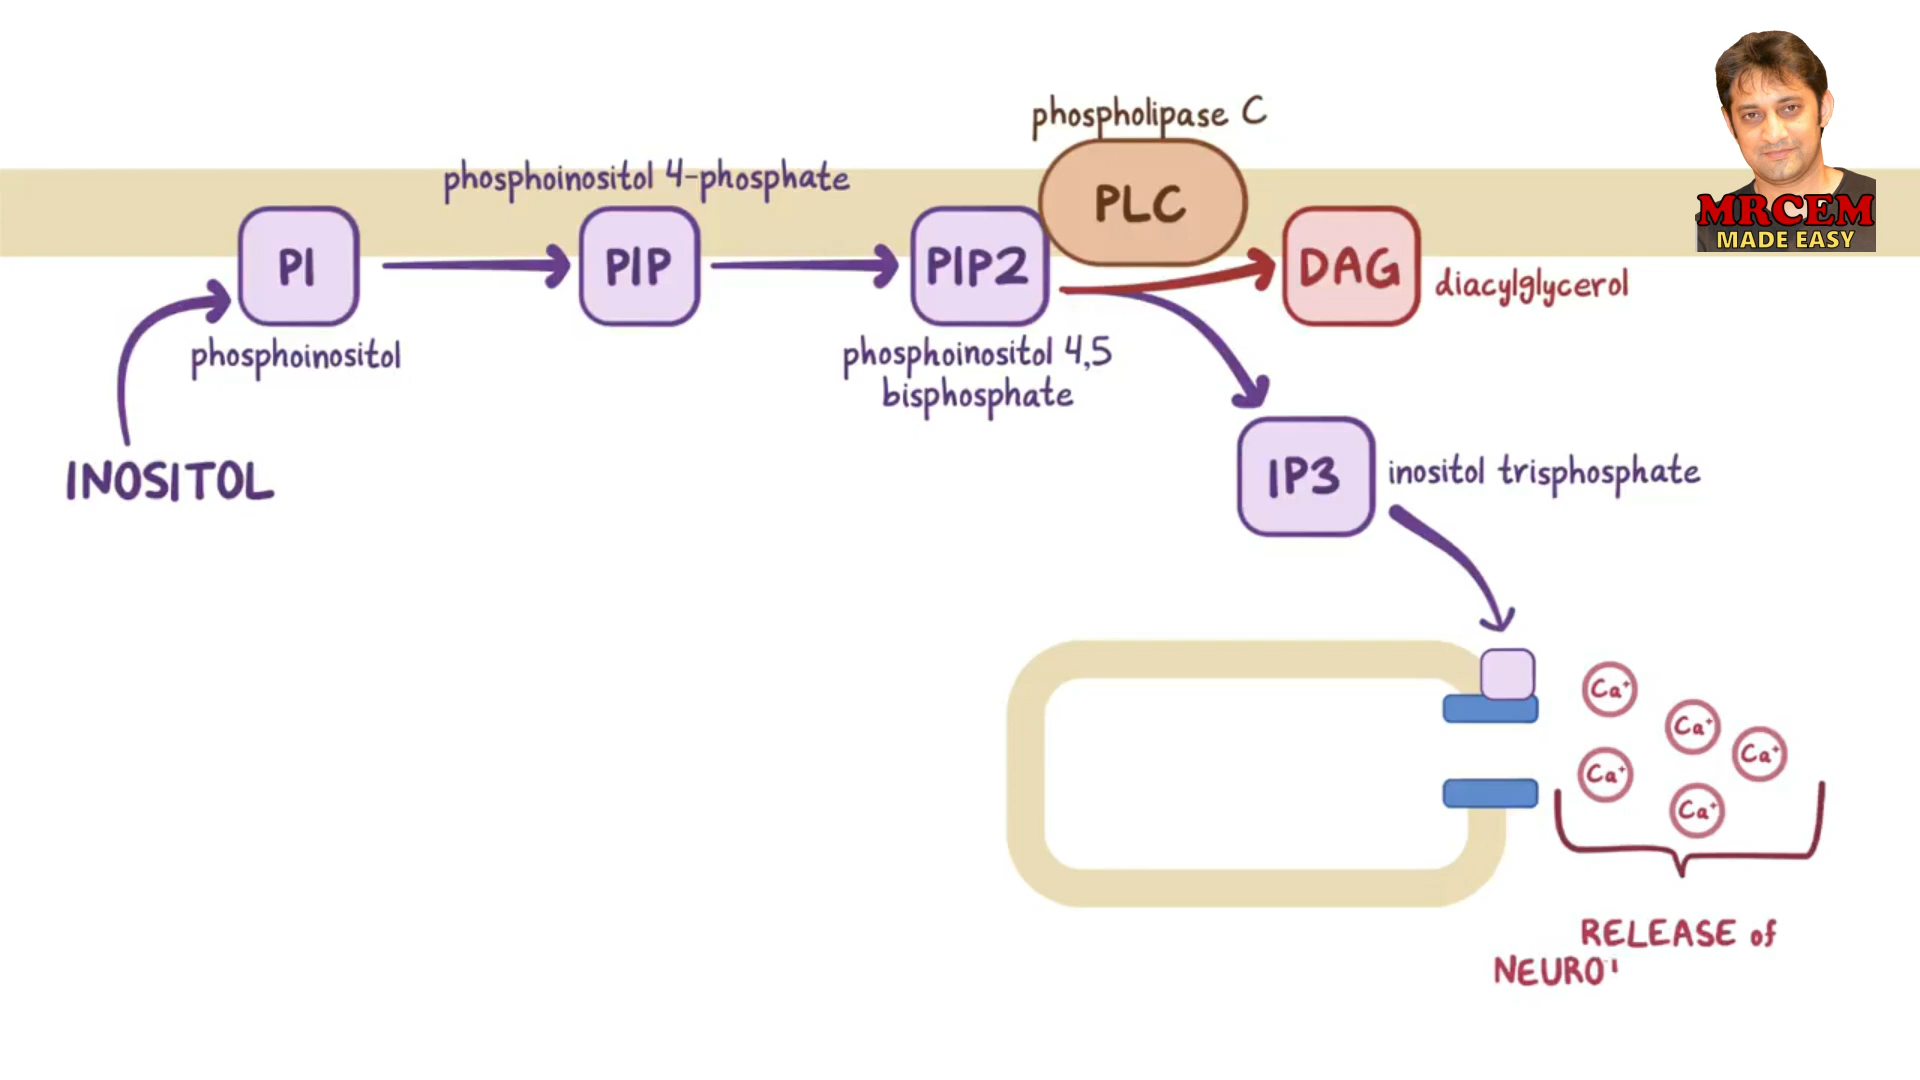 phospholipase C
PLC
phosphoinositol 4-phosphate
PI
PIP
PIP2
DAG
diacylglycerol
phosphoinositol
phosphoinositol 4,5
bisphosphate
INOSITOL
IP3
inositol trisphosphate
Ca+
Ca+
Ca+
Ca+
Ca+
RELEASE of
NEURO
MRCEM
MADE EASY